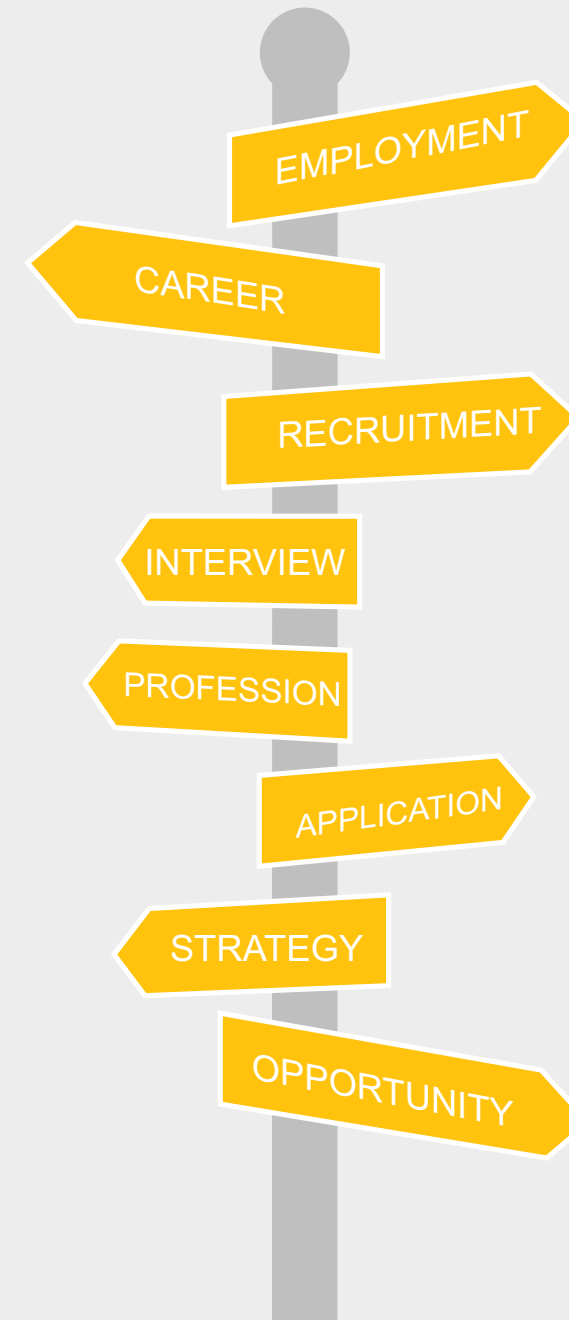 EMPLOYMENT
CAREER
RECRUITMENT
INTERVIEW
PROFESSION
APPLICATION
STRATEGY
OPPORTUNITY